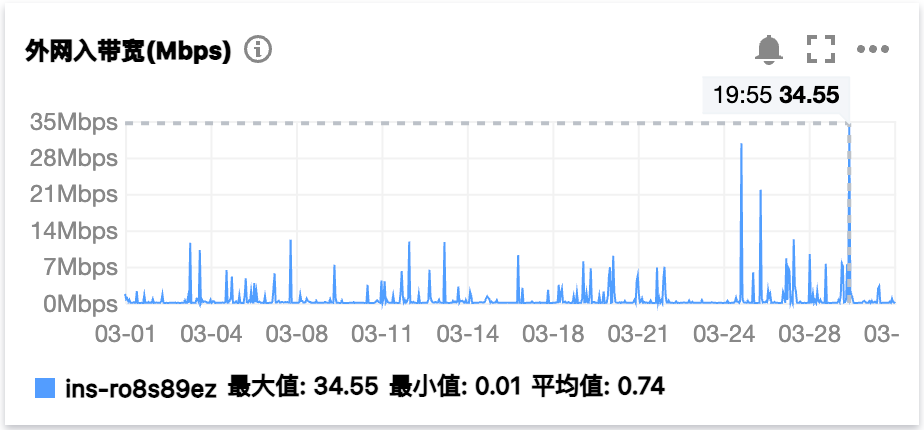 外网入带宽(Mbps)
19:55 34.55
35Mbps
28Mbps
21Mbps
14Mbps
7Mbps
0Mbps
03-01 03-04 03-08 03-11 03-14 03-18 03-21 03-24 03-28 03-
ins-ro8s89ez 最大值: 34.55 最小值: 0.01 平均值: 0.74